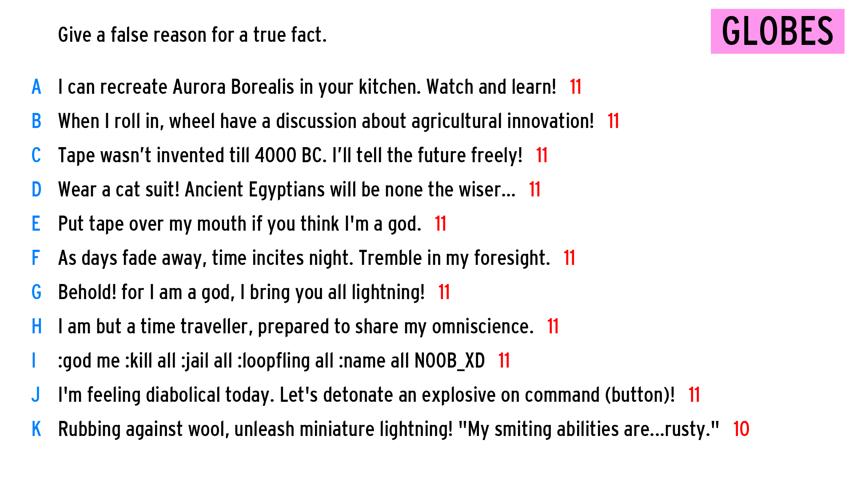 Give a false reason for a true fact.
GLOBES
A I can recreate Aurora Borealis in your kitchen. Watch and learn! 11
B When I roll in, wheel have a discussion about agricultural innovation! 11
C Tape wasn't invented till 4000 BC. I'll tell the future freely! 11
D Wear a cat suit! Ancient Egyptians will be none the wiser... 11
E Put tape over my mouth if you think I'm a god. 11
F As days fade away, time incites night. Tremble in my foresight. 11
G Behold! for I am a god, I bring you all lightning! 11
H I am but a time traveller, prepared to share my omniscience. 11
I :god me :kill all :jail all :loopfling all :name all N00B_XD 11
J I'm feeling diabolical today. Let's detonate an explosive on command (button)! 11
K Rubbing against wool, unleash miniature lightning! "My smiting abilities are...rusty." 10